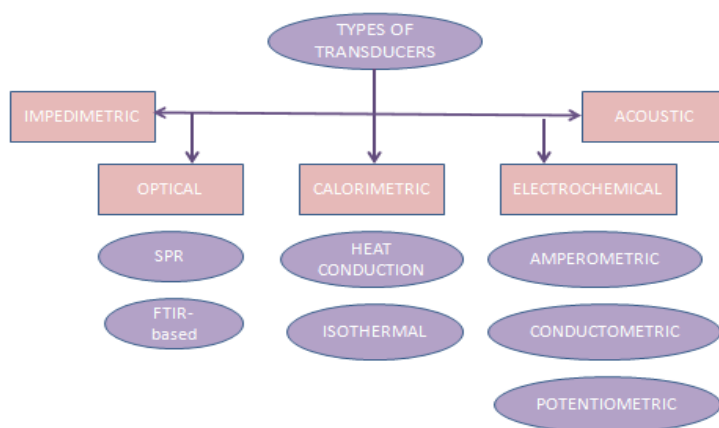 TYPES OF
TRANSDUCERS
IMPEDIMETRIC
ACOUSTIC
OPTICAL
CALORIMETRIC
ELECTROCHEMICAL
SPR
HEAT
CONDUCTION
AMPEROMETRIC
FTIR-
based
ISOTHERMAL
CONDUCTOMETRIC
POTENTIOMETRIC